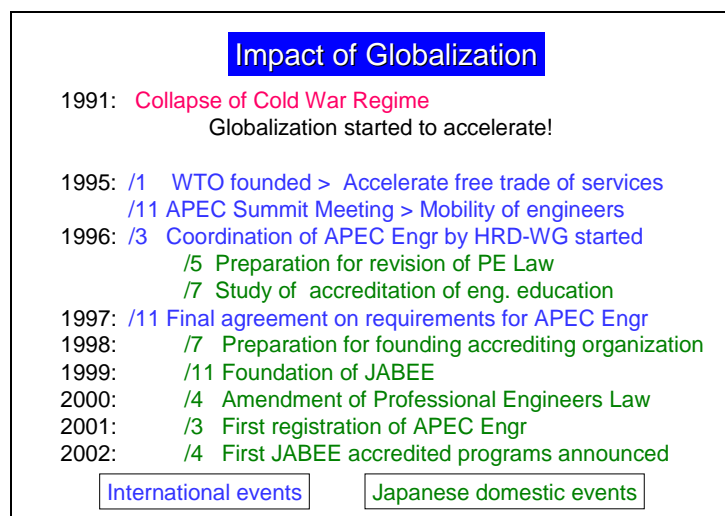 Impact of Globalization
1991: Collapse of Cold War Regime
Globalization started to accelerate!
1995: /1 WTO founded > Accelerate free trade of services
/11 APEC Summit Meeting > Mobility of engineers
1996: /3 Coordination of APEC Engr by HRD-WG started
/5 Preparation for revision of PE Law
/7 Study of accreditation of eng. education
1997: /11 Final agreement on requirements for APEC Engr
1998: /7 Preparation for founding accrediting organization
1999: /11 Foundation of JABEE
2000: /4 Amendment of Professional Engineers Law
2001: /3 First registration of APEC Engr
2002: /4 First JABEE accredited programs announced
International events Japanese domestic events